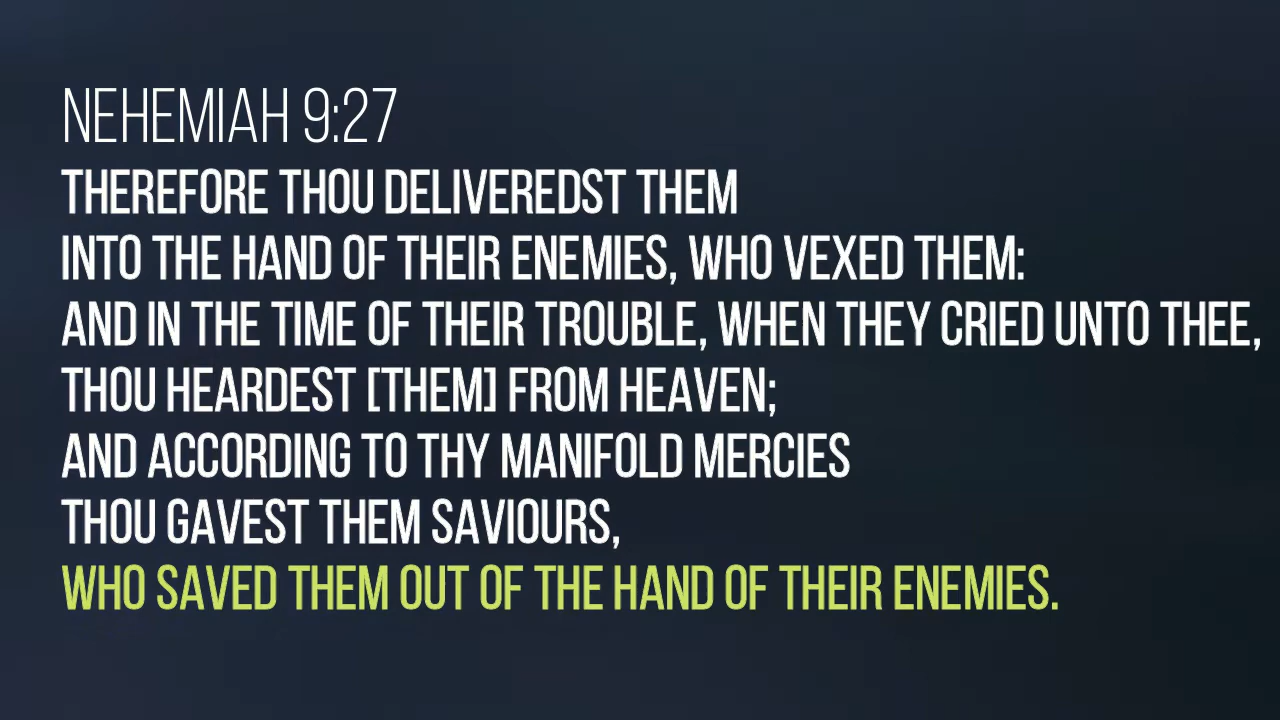 NEHEMIAH 9:27
THEREFORE THOU DELIVEREDST THEM
INTO THE HAND OF THEIR ENEMIES, WHO VEXED THEM:
AND IN THE TIME OF THEIR TROUBLE, WHEN THEY CRIED UNTO THEE,
THOU HEARDEST [THEM] FROM HEAVEN;
AND ACCORDING TO THY MANIFOLD MERCIES
THOU GAVEST THEM SAVIOURS,
WHO SAVED THEM OUT OF THE HAND OF THEIR ENEMIES.